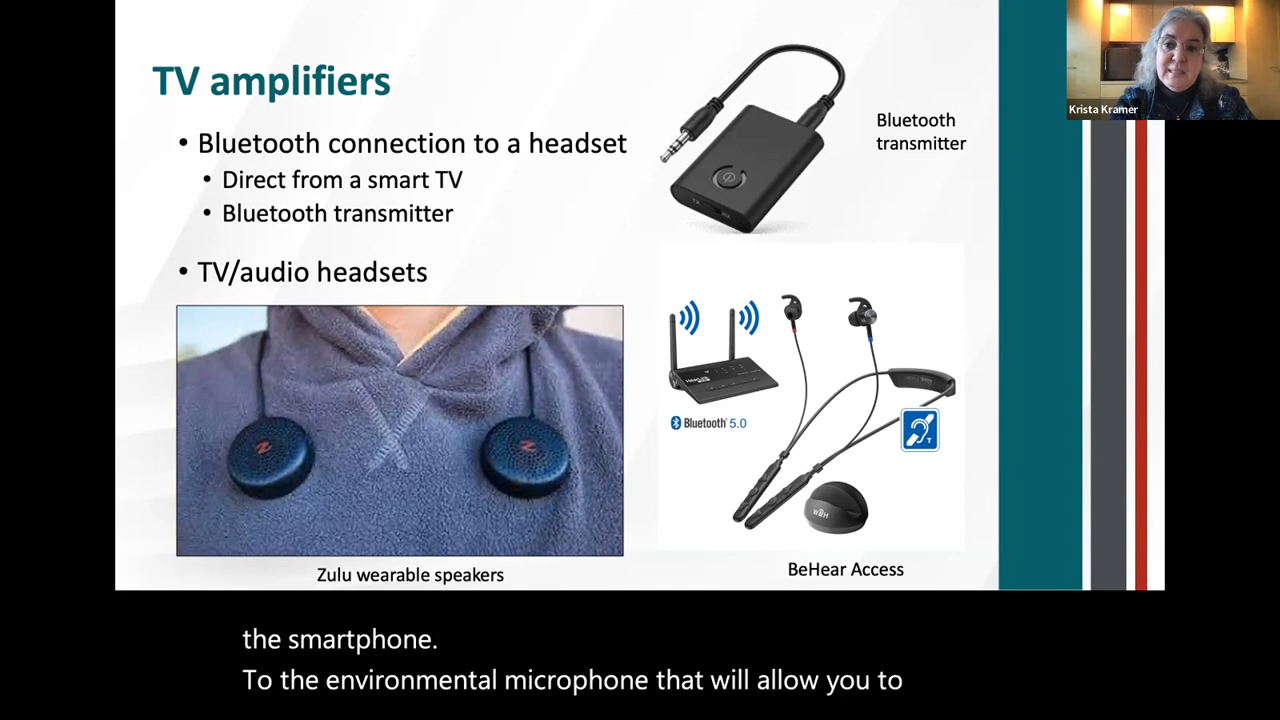 TV amplifiers
• Bluetooth connection to a headset
• Direct from a smart TV
• Bluetooth transmitter
• TV/audio headsets
Bluetooth
transmitter
Krista Kramer
Z
Z
Bluetooth 5.0
T
W H
Zulu wearable speakers
BeHear Access
the smartphone.
To the environmental microphone that will allow you to